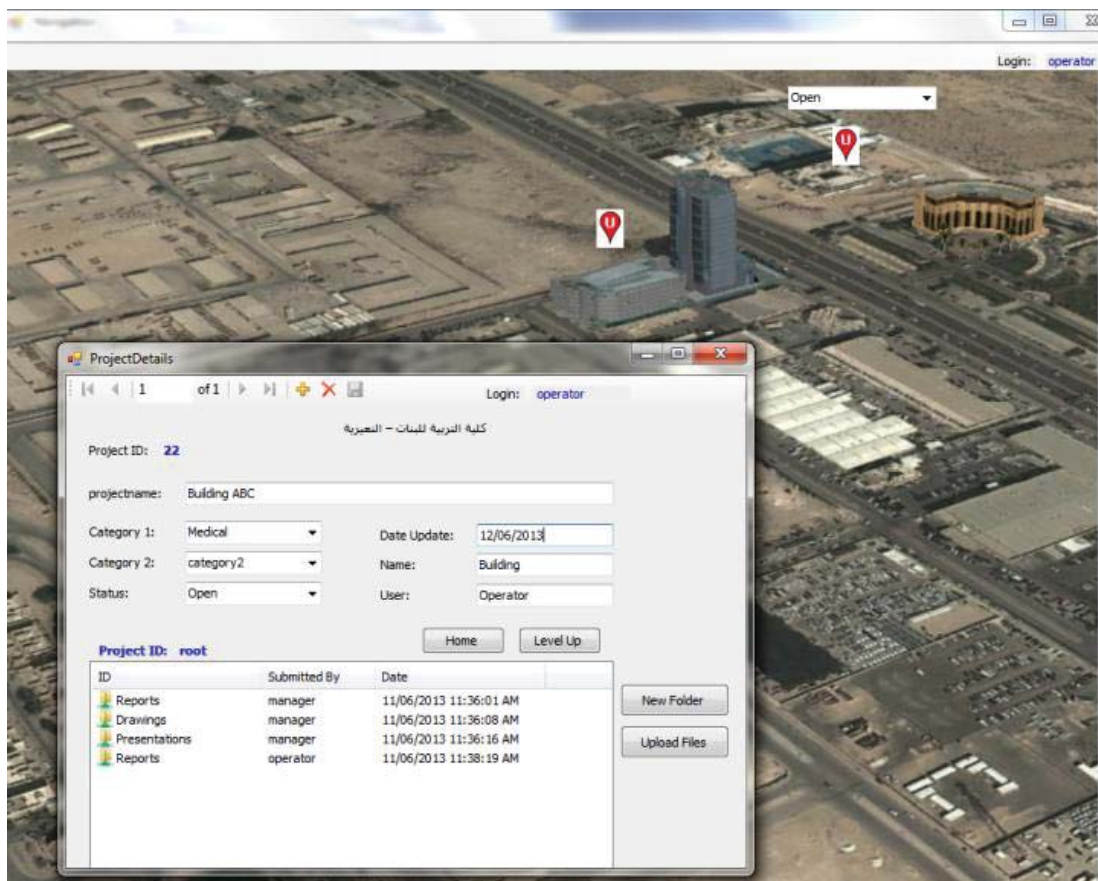 Login: operator
Open
U
U
ProjectDetails
1 of 1
Login: operator
كلية التربية للبنات – النعيرية
Project ID: 22
projectname: Building ABC
Category 1: Medical
Date Update: 12/06/2013
Category 2: category2
Name: Building
Status: Open
User: Operator
Home Level Up
Project ID: root
ID Submitted By Date
Reports manager 11/06/2013 11:36:01 AM
Drawings manager 11/06/2013 11:36:08 AM
Presentations manager 11/06/2013 11:36:16 AM
Reports operator 11/06/2013 11:38:19 AM
New Folder
Upload Files